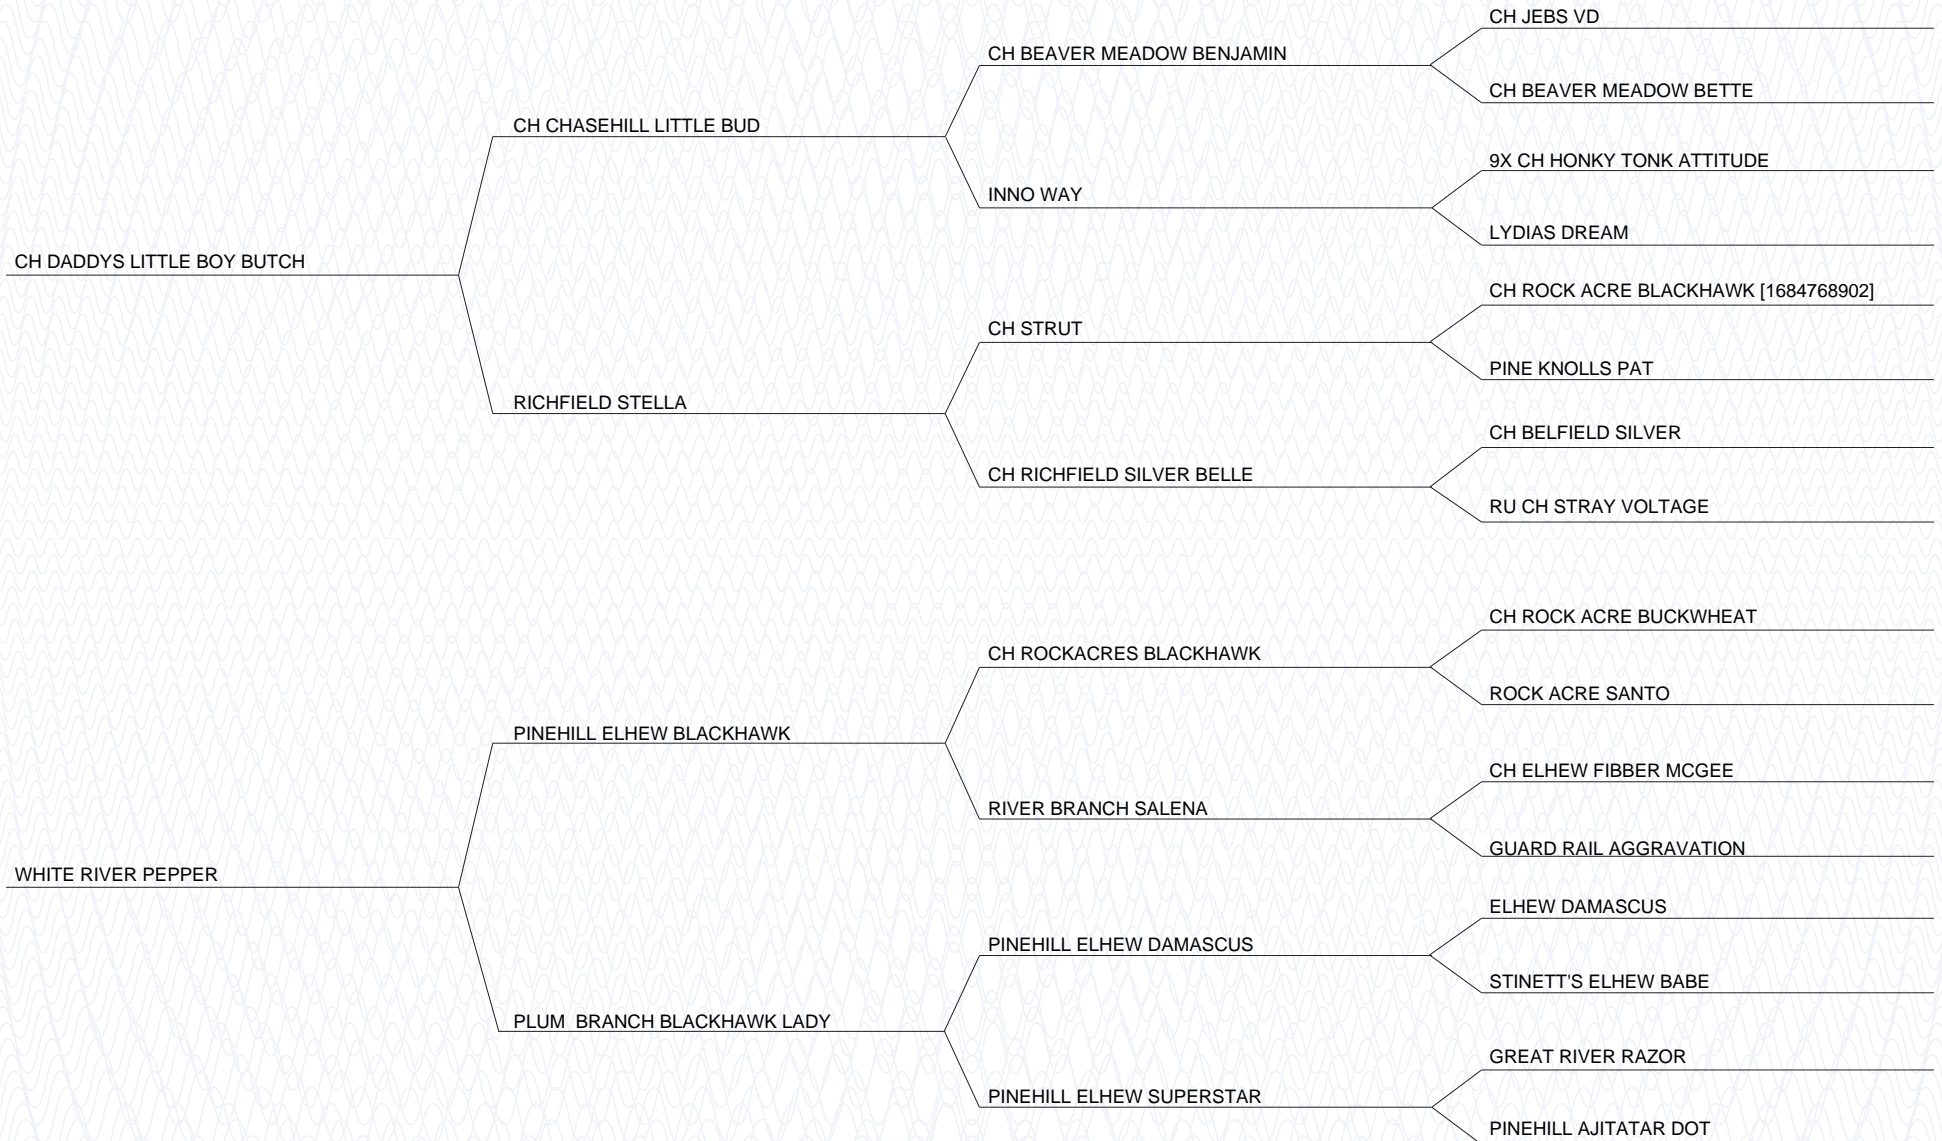 CH JEBS VD
CH BEAVER MEADOW BENJAMIN
CH BEAVER MEADOW BETTE
CH CHASEHILL LITTLE BUD
9X CH HONKY TONK ATTITUDE
INNO WAY
LYDIAS DREAM
CH DADDYS LITTLE BOY BUTCH
CH ROCK ACRE BLACKHAWK [1684768902]
CH STRUT
PINE KNOLLS PAT
RICHFIELD STELLA
CH BELFIELD SILVER
CH RICHFIELD SILVER BELLE
RU CH STRAY VOLTAGE
CH ROCK ACRE BUCKWHEAT
CH ROCKACRES BLACKHAWK
ROCK ACRE SANTO
PINEHILL ELHEW BLACKHAWK
CH ELHEW FIBBER MCGEE
RIVER BRANCH SALENA
GUARD RAIL AGGRAVATION
WHITE RIVER PEPPER
ELHEW DAMASCUS
PINEHILL ELHEW DAMASCUS
STINETT'S ELHEW BABE
PLUM  BRANCH BLACKHAWK LADY
GREAT RIVER RAZOR
PINEHILL ELHEW SUPERSTAR
PINEHILL AJITATAR DOT